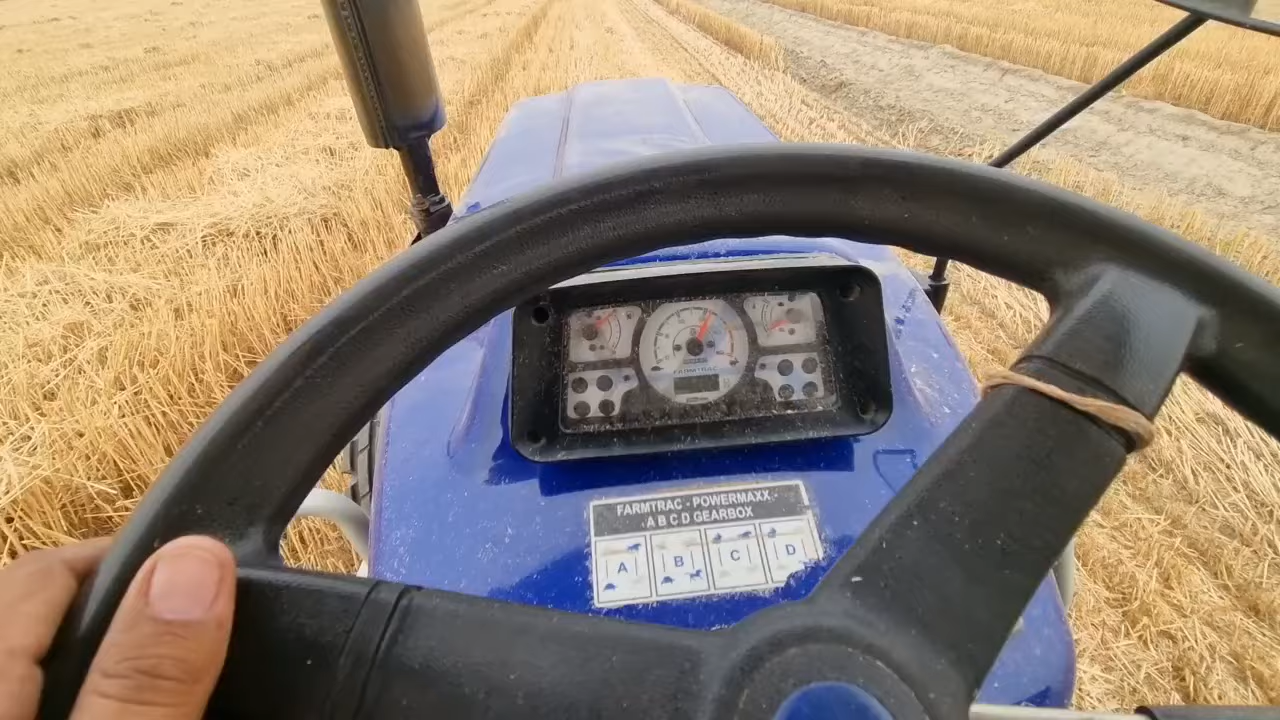 FARMTRAC
FARMTRAC - POWERMAXX -
A B C D GEARBOX
A B C D